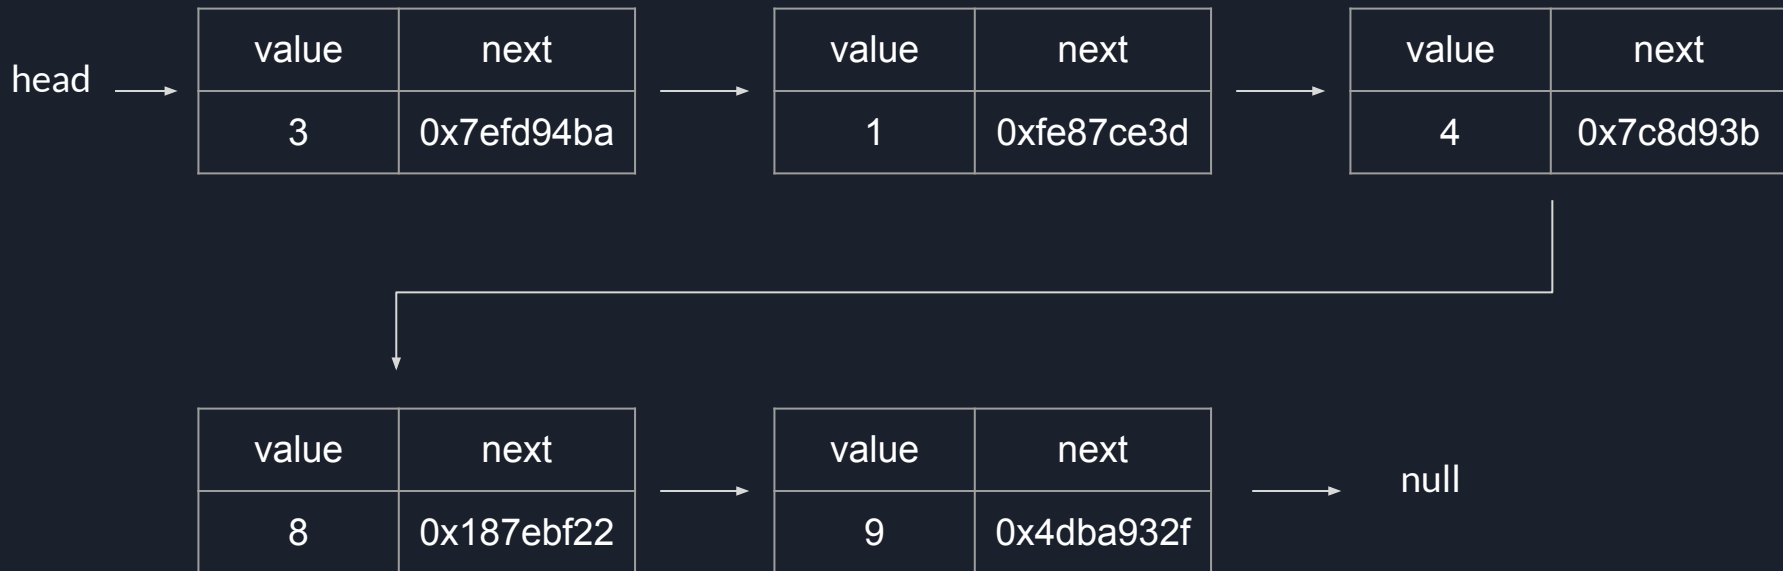 head
value next
3 0x7efd94ba
value next
1 0xfe87ce3d
value next
4 0x7c8d93b
value next
8 0x187ebf22
value next
9 0x4dba932f
null